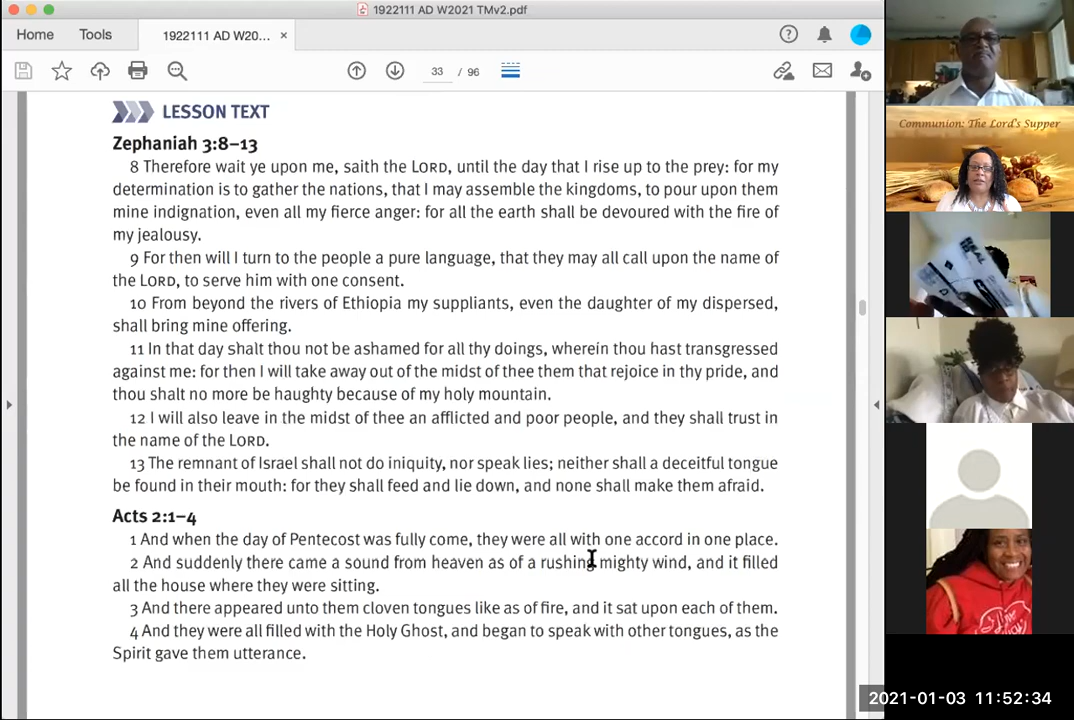 1922111 AD W2021 TMv2.pdf
Home Tools 1922111 AD W20... ×
33 / 96
LESSON TEXT
Zephaniah 3:8–13
8 Therefore wait ye upon me, saith the LORD, until the day that I rise up to the prey: for my
determination is to gather the nations, that I may assemble the kingdoms, to pour upon them
mine indignation, even all my fierce anger: for all the earth shall be devoured with the fire of
my jealousy.
9 For then will I turn to the people a pure language, that they may all call upon the name of
the LORD, to serve him with one consent.
10 From beyond the rivers of Ethiopia my suppliants, even the daughter of my dispersed,
shall bring mine offering.
11 In that day shalt thou not be ashamed for all thy doings, wherein thou hast transgressed
against me: for then I will take away out of the midst of thee them that rejoice in thy pride, and
thou shalt no more be haughty because of my holy mountain.
12 I will also leave in the midst of thee an afflicted and poor people, and they shall trust in
the name of the LORD.
13 The remnant of Israel shall not do iniquity, nor speak lies; neither shall a deceitful tongue
be found in their mouth: for they shall feed and lie down, and none shall make them afraid.
Acts 2:1–4
1 And when the day of Pentecost was fully come, they were all with one accord in one place.
2 And suddenly there came a sound from heaven as of a rushing mighty wind, and it filled
all the house where they were sitting.
3 And there appeared unto them cloven tongues like as of fire, and it sat upon each of them.
4 And they were all filled with the Holy Ghost, and began to speak with other tongues, as the
Spirit gave them utterance.
Communion: The Lord's Supper
2021-01-03 11:52:34